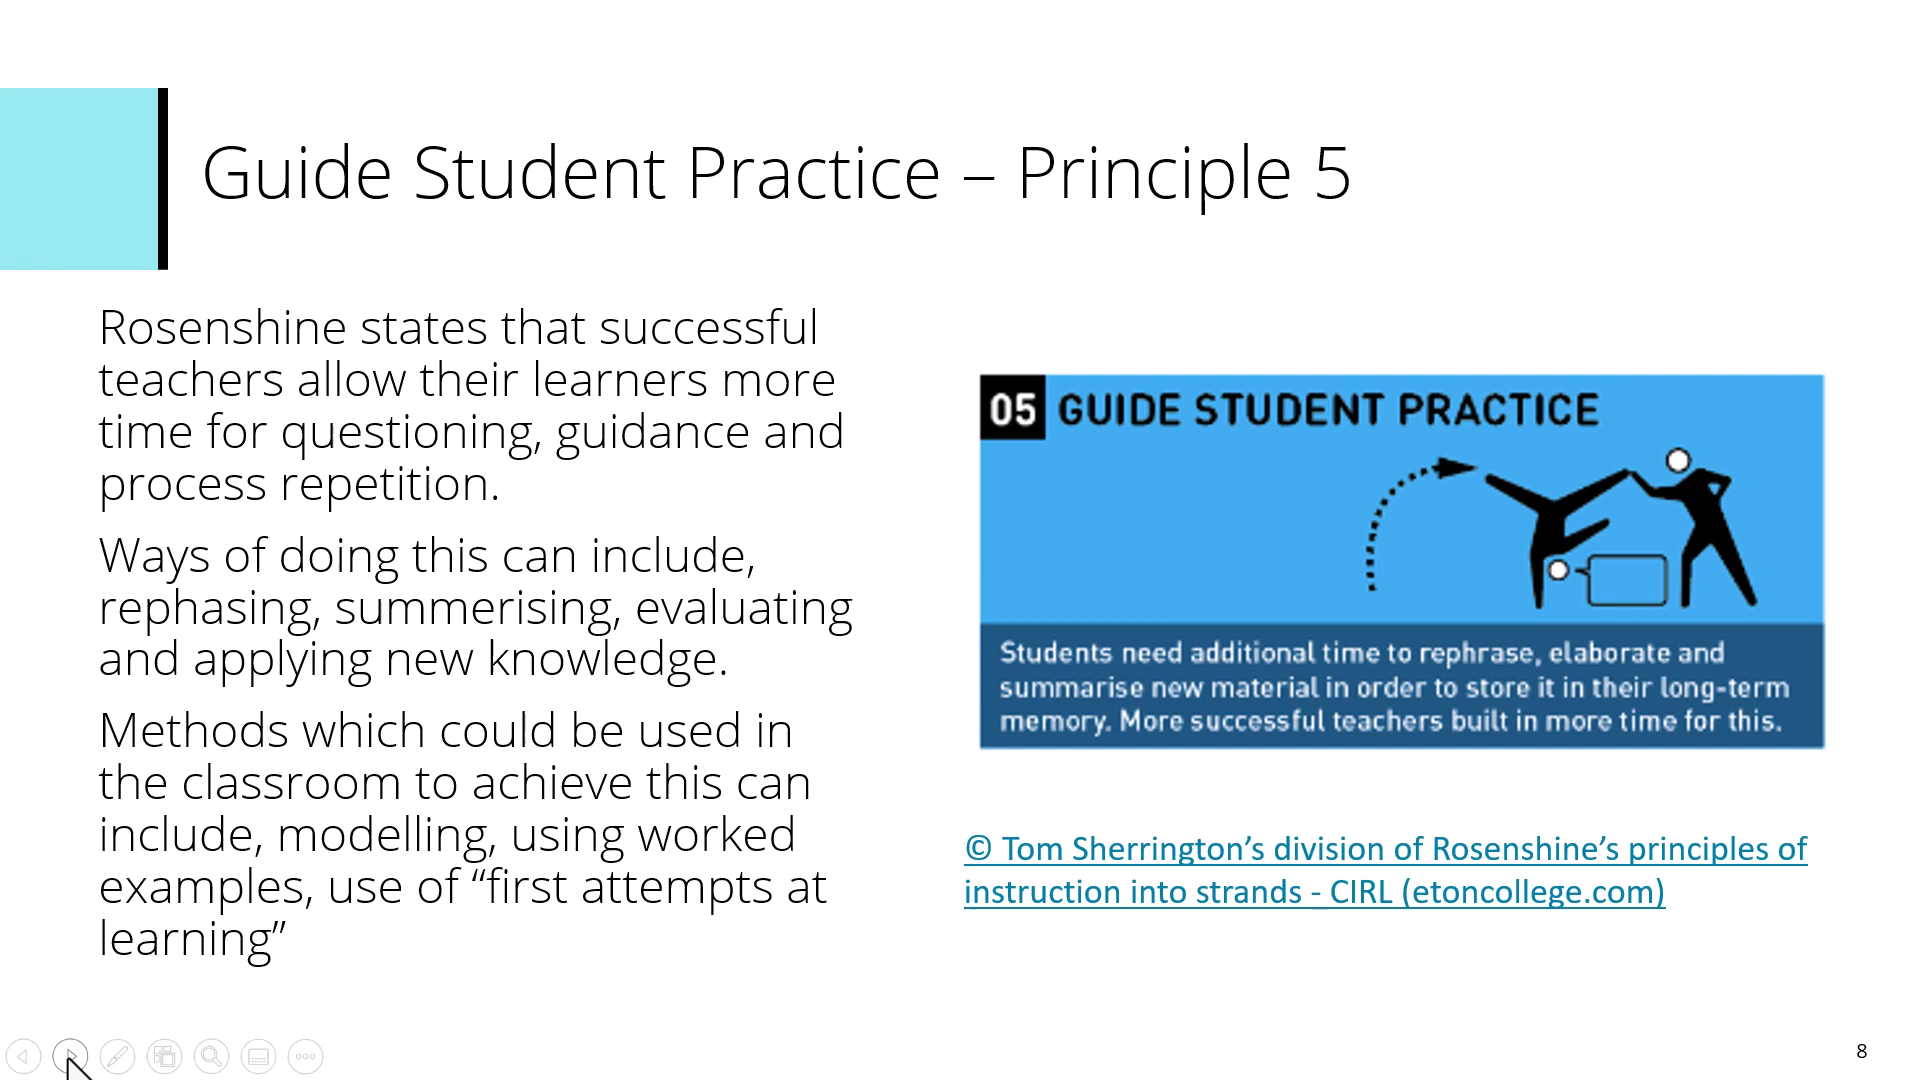 Guide Student Practice – Principle 5
Rosenshine states that successful
teachers allow their learners more
time for questioning, guidance and
process repetition.
Ways of doing this can include,
rephasing, summerising, evaluating
and applying new knowledge.
Methods which could be used in
the classroom to achieve this can
include, modelling, using worked
examples, use of “first attempts at
learning”
05 GUIDE STUDENT PRACTICE
Students need additional time to rephrase, elaborate and
summarise new material in order to store it in their long-term
memory. More successful teachers built in more time for this.
© Tom Sherrington’s division of Rosenshine’s principles of
instruction into strands - CIRL (etoncollege.com)
8